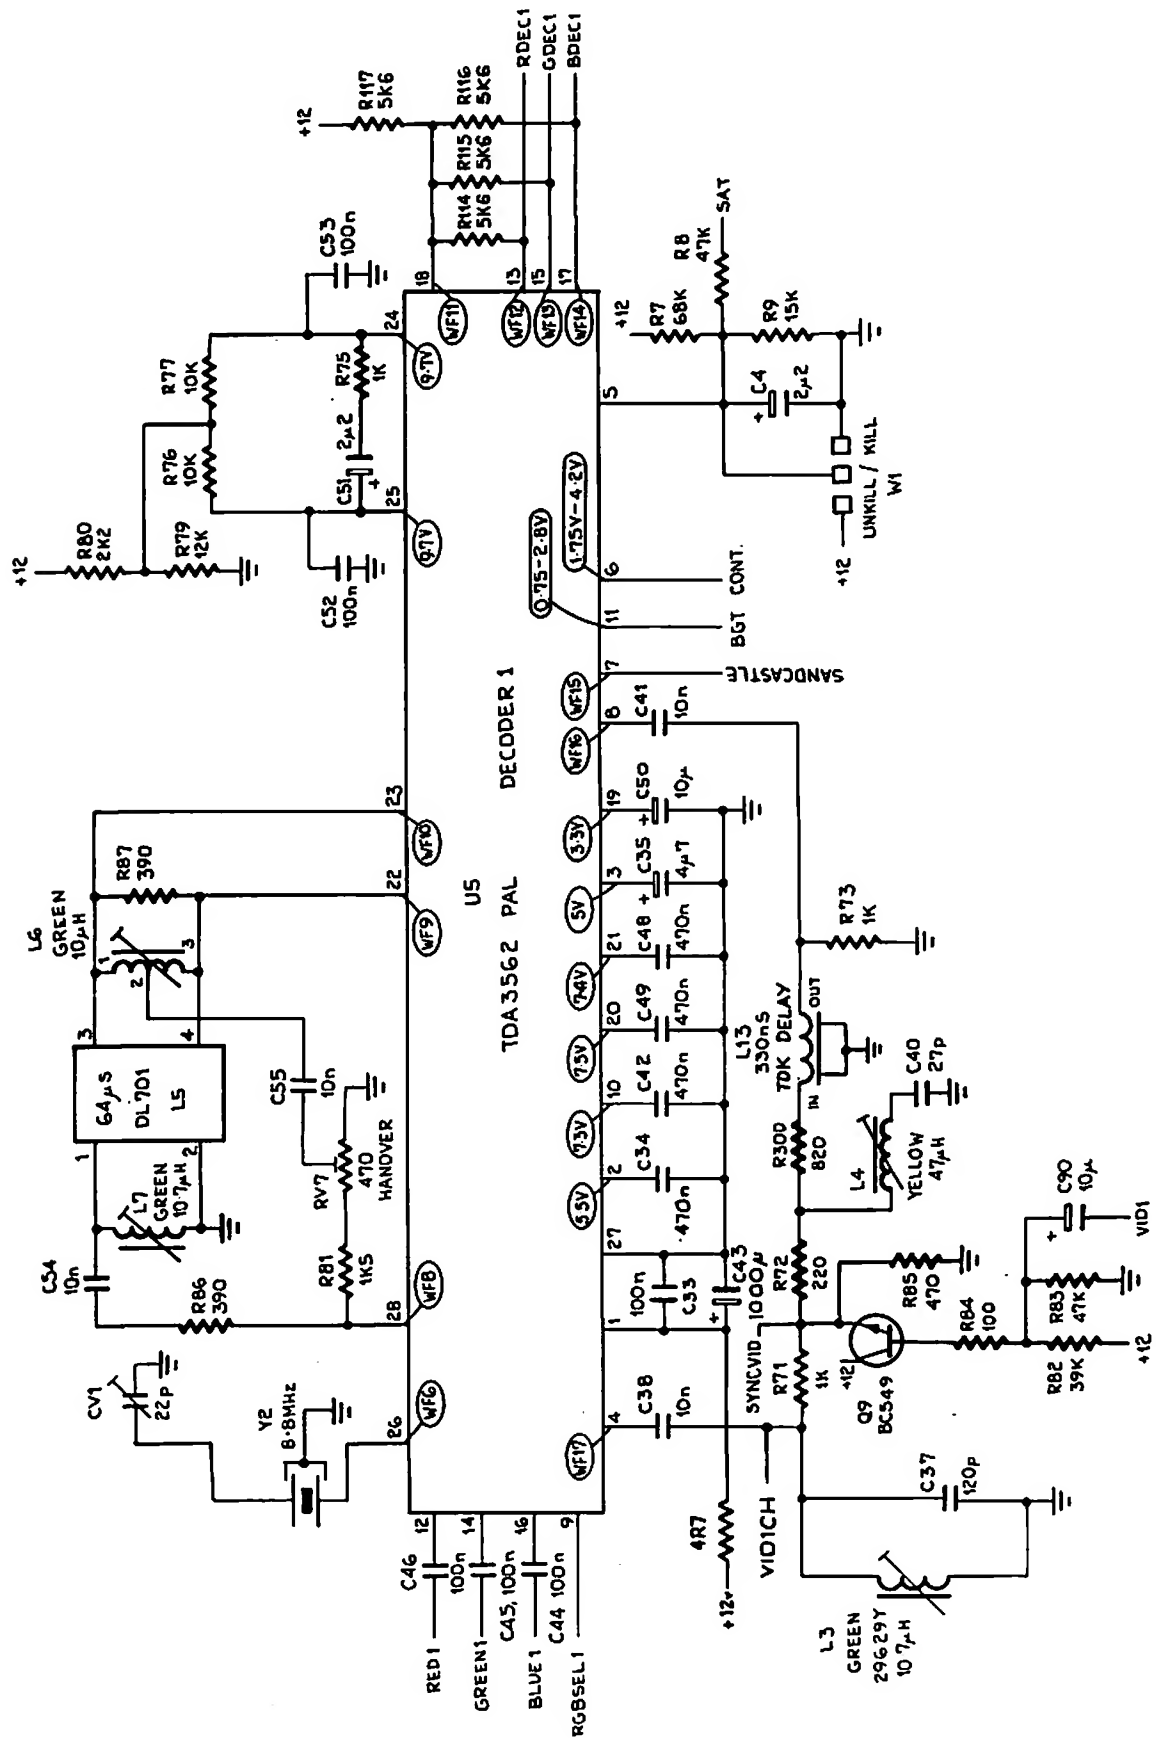 RED1
C46
100n
12
GREEN1
C45, 100n
14
BLUE1
C44 100n
16
RGBSEL1
9
CV1
22p
Y2
8·8MHz
26
WF6
C54
10n
R86
390
28
WF8
L7
GREEN
10·7µH
1
2
64µS
DL701
L5
3
4
R81
1K5
RV7
470
HANOVER
C55
10n
L6
GREEN
10µH
1
2
3
R87
390
22
WF9
23
WF10
+12
R80
2K2
R79
12K
R76
10K
R77
10K
C52
100n
C51
2µ2
+
R75
1K
C53
100n
25
9·7V
24
9·7V
+12
R117
5K6
R114
5K6
R115
5K6
R116
5K6
18
WF11
13
WF12
15
WF13
17
WF14
RDEC1
GDEC1
BDEC1
U5
TDA3562 PAL DECODER 1
WF17
4
C38
10n
1
27
100n
C33
+
C43
1000µ
4R7
+12v
5·5V
2
C34
470n
7·3V
10
C42
470n
7·5V
20
C49
470n
7·4V
21
C48
470n
5V
3
C35
4µ7
+
3·3V
19
C50
10µ
+
WF16
8
C41
10n
WF15
7
SANDCASTLE
0·75-2·8V
11
BGT
1·75V-4·2V
6
CONT.
5
+12
R7
68K
R8
47K
SAT
R9
15K
C4
2µ2
+
+12
UNKILL / KILL
W1
VID1CH
L3
GREEN
29629Y
10·7µH
C37
120p
SYNCVID
R71
1K
R72
220
+12
Q9
BC549
R85
470
R84
100
R82
39K
+12
R83
47K
C90
10µ
+
VID1
R300
820
L4
YELLOW
47µH
C40
27p
L13
330nS
TDK DELAY
IN
OUT
R73
1K